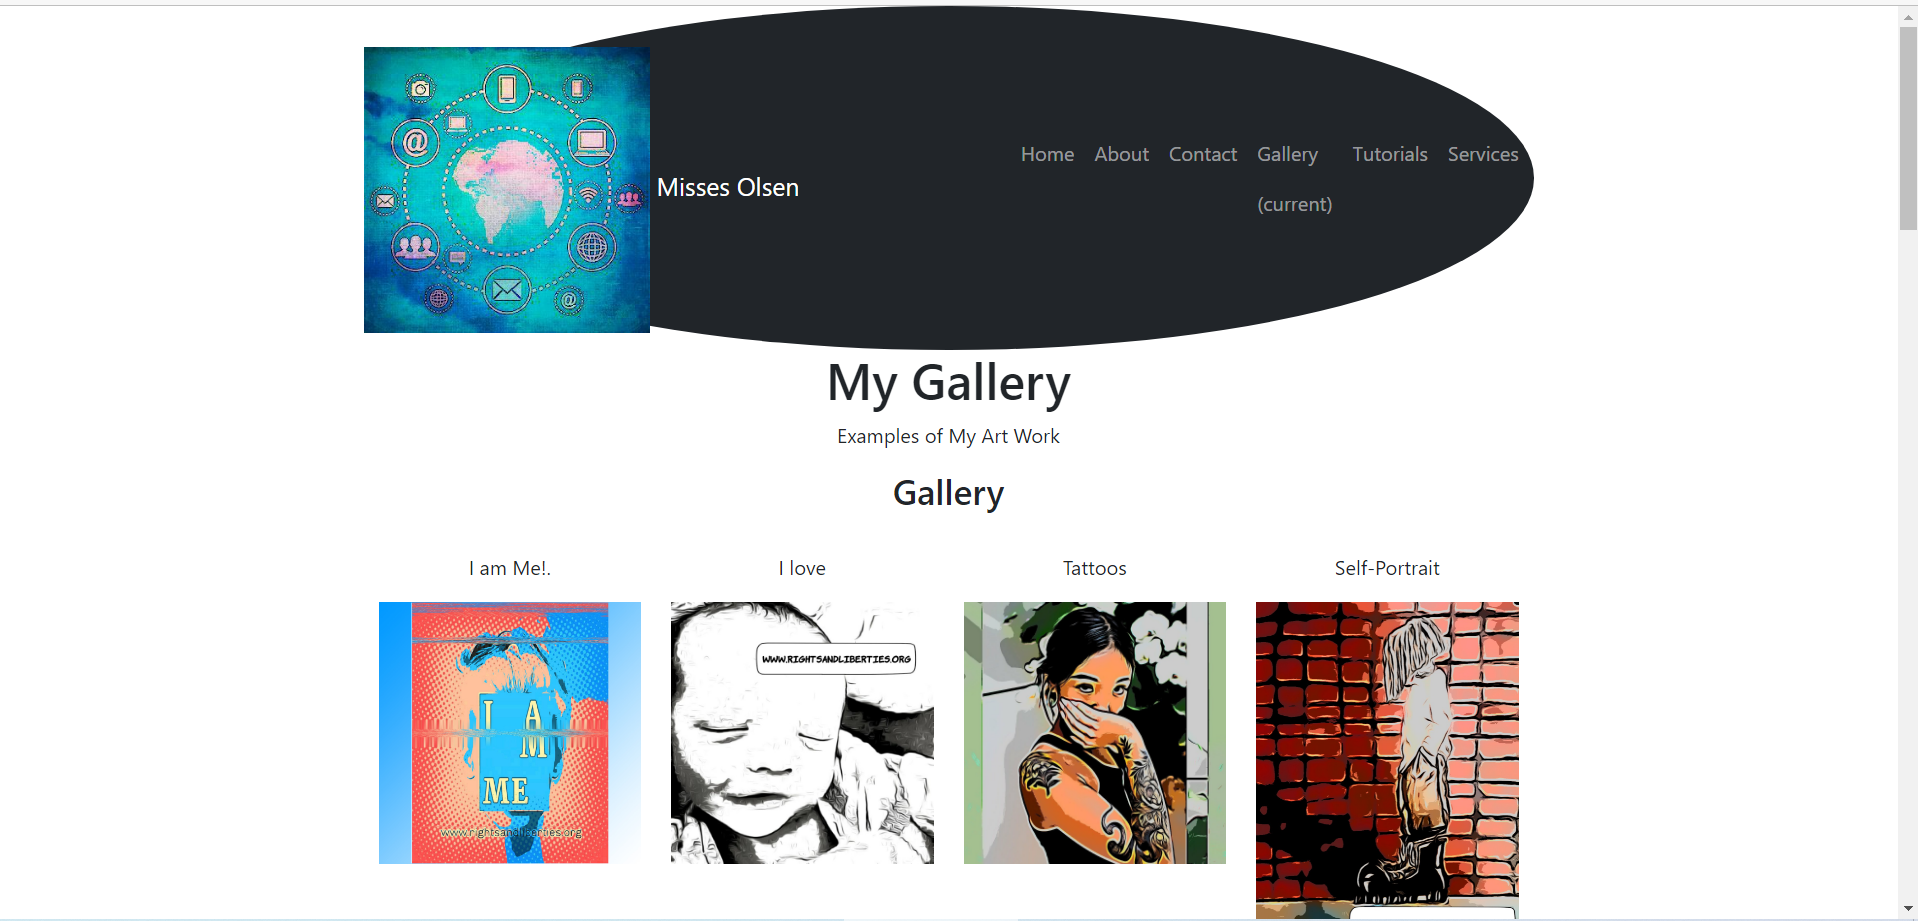 Misses Olsen
Home About Contact Gallery Tutorials Services
(current)
My Gallery
Examples of My Art Work
Gallery
I am Me!. I love Tattoos Self-Portrait
I A
M
ME
www.rightsandliberties.org
WWW.RIGHTSANDLIBERTIES.ORG
@
@